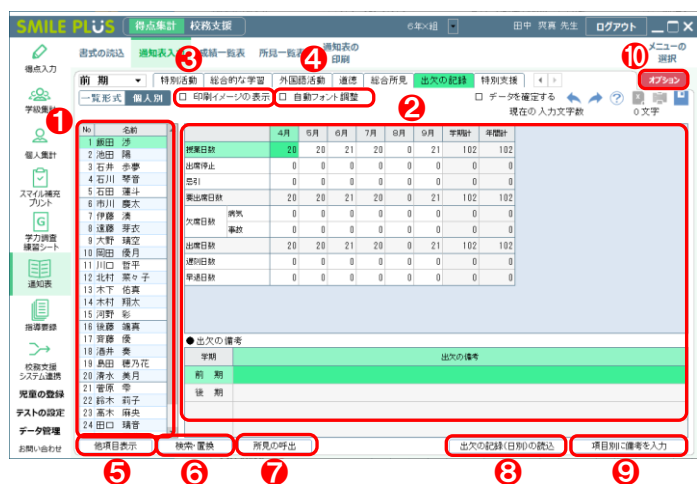 SMILE PLUS 得点集計 校務支援 6年×組 田中 爽真 先生 ログアウト
書式の読込 通知表入力 成績一覧表 所見一覧表 通知表の印刷 メニューの選択
❸ ❹ ❿
前 期 特別活動 総合的な学習 外国語活動 道徳 総合所見 出欠の記録 特別支援 オプション
一覧形式 個人別 □ 印刷イメージの表示 □ 自動フォント調整 □ データを確定する
❷ 現在の入力文字数 0文字
❶
得点入力
学級集計
個人集計
スマイル補充
プリント
学力調査
練習シート
通知表
指導要録
校務支援
システム連携
児童の登録
テストの設定
データ管理
お問い合わせ
No 名前
1 飯田 渉
2 池田 陽
3 石井 歩夢
4 石川 琴音
5 石田 蓮斗
6 市川 慶太
7 伊藤 湊
8 遠藤 芽衣
9 大野 瑛空
10 岡田 優月
11 川口 哲平
12 北村 菜々子
13 木下 佑真
14 木村 翔太
15 河野 彩
16 後藤 颯真
17 斉藤 優
18 酒井 奏
19 島田 穂乃花
20 清水 美月
21 菅原 雫
22 鈴木 莉子
23 高木 麻央
24 田口 璃音
4月 5月 6月 7月 8月 9月 学期計 年間計
授業日数 20 20 21 20 0 21 102 102
出席停止 0 0 0 0 0 0 0 0
忌引 0 0 0 0 0 0 0 0
要出席日数 20 20 21 20 0 21 102 102
欠席日数 病気 0 0 0 0 0 0 0 0
事故 0 0 0 0 0 0 0 0
出席日数 20 20 21 20 0 21 102 102
遅刻日数 0 0 0 0 0 0 0 0
早退日数 0 0 0 0 0 0 0 0
●出欠の備考
学期 出欠の備考
前 期
後 期
他項目表示 検索・置換 所見の呼出 出欠の記録(日別)の読込 項目別に備考を入力
❺ ❻ ❼ ❽ ❾